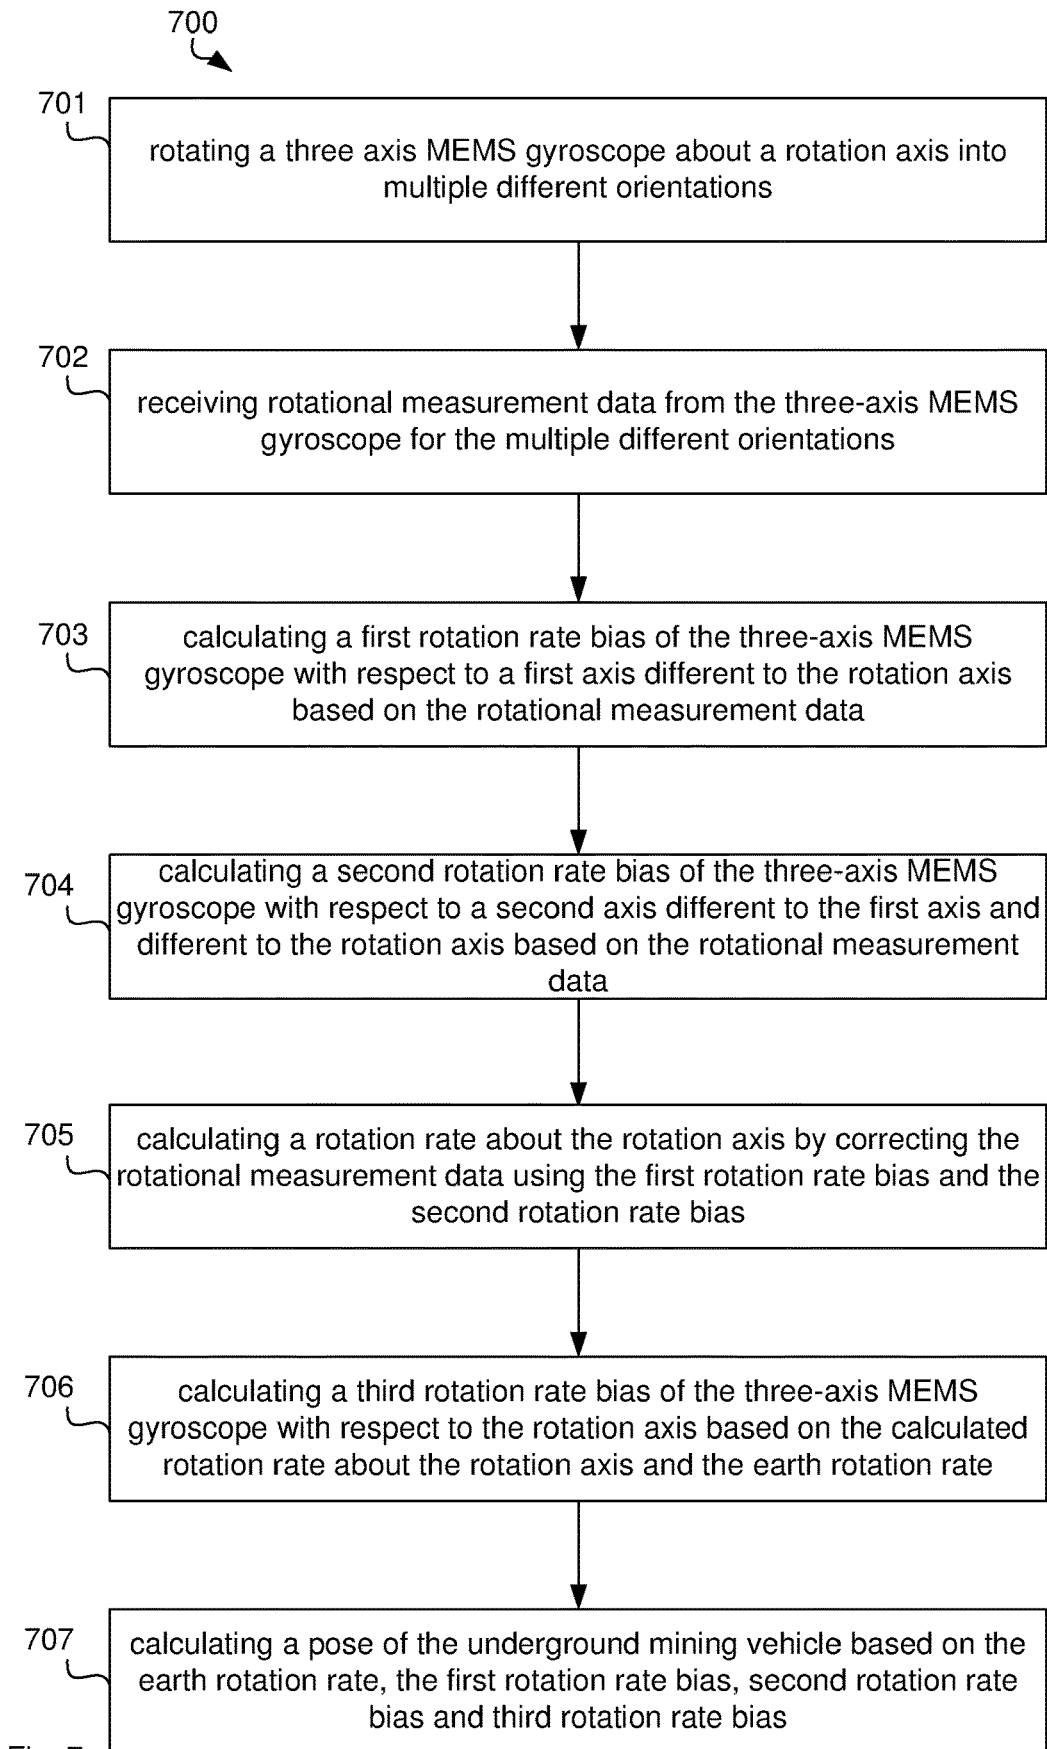 700
701
rotating a three axis MEMS gyroscope about a rotation axis into
multiple different orientations
702
receiving rotational measurement data from the three-axis MEMS
gyroscope for the multiple different orientations
703
calculating a first rotation rate bias of the three-axis MEMS
gyroscope with respect to a first axis different to the rotation axis
based on the rotational measurement data
704
calculating a second rotation rate bias of the three-axis MEMS
gyroscope with respect to a second axis different to the first axis and
different to the rotation axis based on the rotational measurement
data
705
calculating a rotation rate about the rotation axis by correcting the
rotational measurement data using the first rotation rate bias and the
second rotation rate bias
706
calculating a third rotation rate bias of the three-axis MEMS
gyroscope with respect to the rotation axis based on the calculated
rotation rate about the rotation axis and the earth rotation rate
707
calculating a pose of the underground mining vehicle based on the
earth rotation rate, the first rotation rate bias, second rotation rate
bias and third rotation rate bias